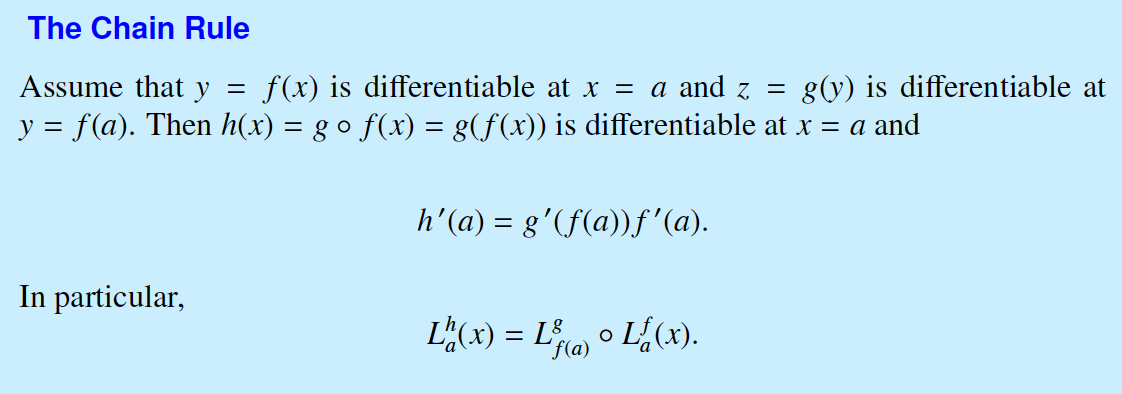 The Chain Rule
Assume that y = f(x) is differentiable at x = a and z = g(y) is differentiable at
y = f(a). Then h(x) = g ∘ f(x) = g(f(x)) is differentiable at x = a and
h′(a) = g′(f(a))f′(a).
In particular,
L_a^h(x) = L_{f(a)}^g ∘ L_a^f(x).